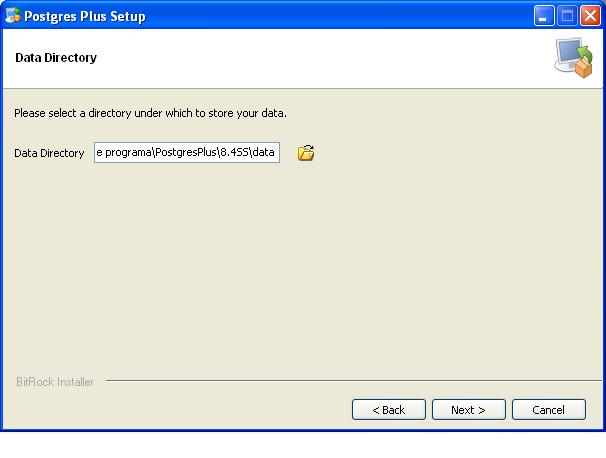 Postgres Plus Setup
Data Directory
Please select a directory under which to store your data.
Data Directory e programa\PostgresPlus\8.4SS\data
BitRock Installer
< Back Next > Cancel